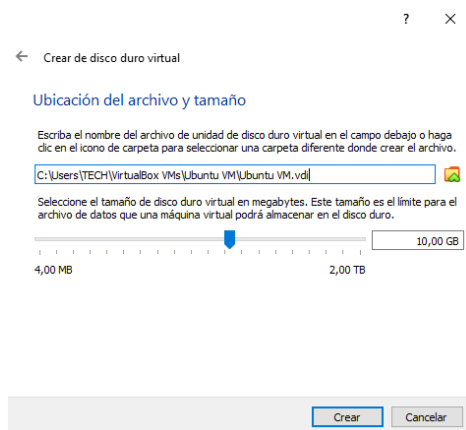 ? ×
← Crear de disco duro virtual
Ubicación del archivo y tamaño
Escriba el nombre del archivo de unidad de disco duro virtual en el campo debajo o haga
clic en el icono de carpeta para seleccionar una carpeta diferente donde crear el archivo.
C:\Users\TECH\VirtualBox VMs\Ubuntu VM\Ubuntu VM.vdi
Seleccione el tamaño de disco duro virtual en megabytes. Este tamaño es el límite para el
archivo de datos que una máquina virtual podrá almacenar en el disco duro.
10,00 GB
4,00 MB 2,00 TB
Crear Cancelar